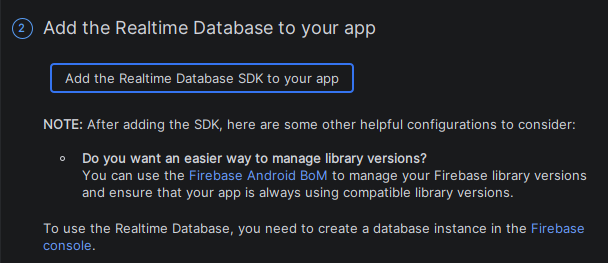 2 Add the Realtime Database to your app
Add the Realtime Database SDK to your app
NOTE: After adding the SDK, here are some other helpful configurations to consider:
Do you want an easier way to manage library versions?
You can use the Firebase Android BoM to manage your Firebase library versions
and ensure that your app is always using compatible library versions.
To use the Realtime Database, you need to create a database instance in the Firebase
console.